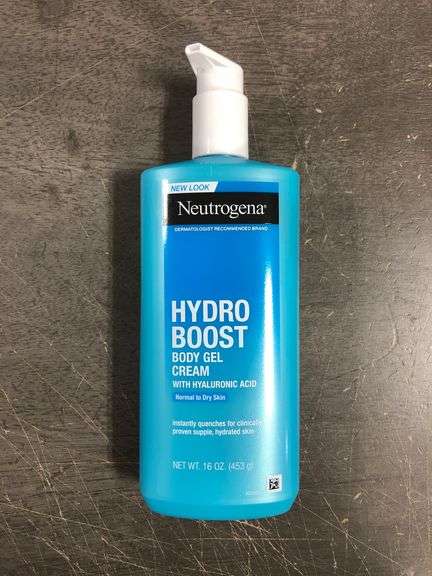 NEW LOOK
Neutrogena®
DERMATOLOGIST RECOMMENDED BRAND
HYDRO
BOOST
BODY GEL
CREAM
WITH HYALURONIC ACID
Normal to Dry Skin
instantly quenches for clinically
proven supple, hydrated skin
NET WT. 16 OZ. (453 g)